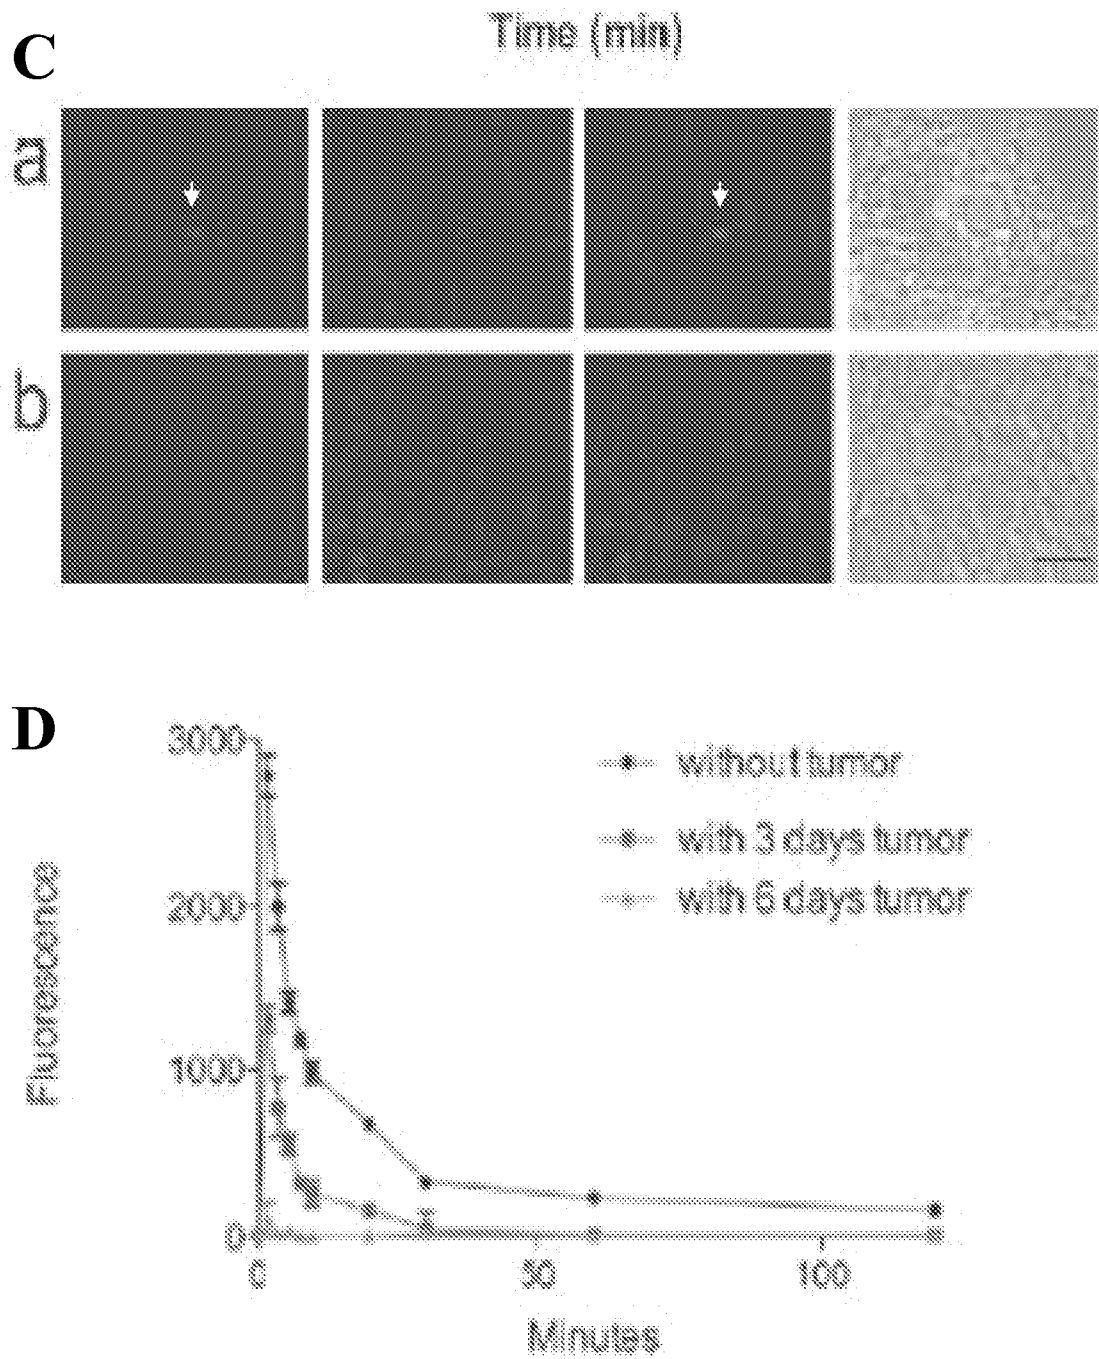 Time (min)
C
a
b
D
3000
2000
1000
0
Fluorescence
without tumor
with 3 days tumor
with 6 days tumor
0
50
100
Minutes